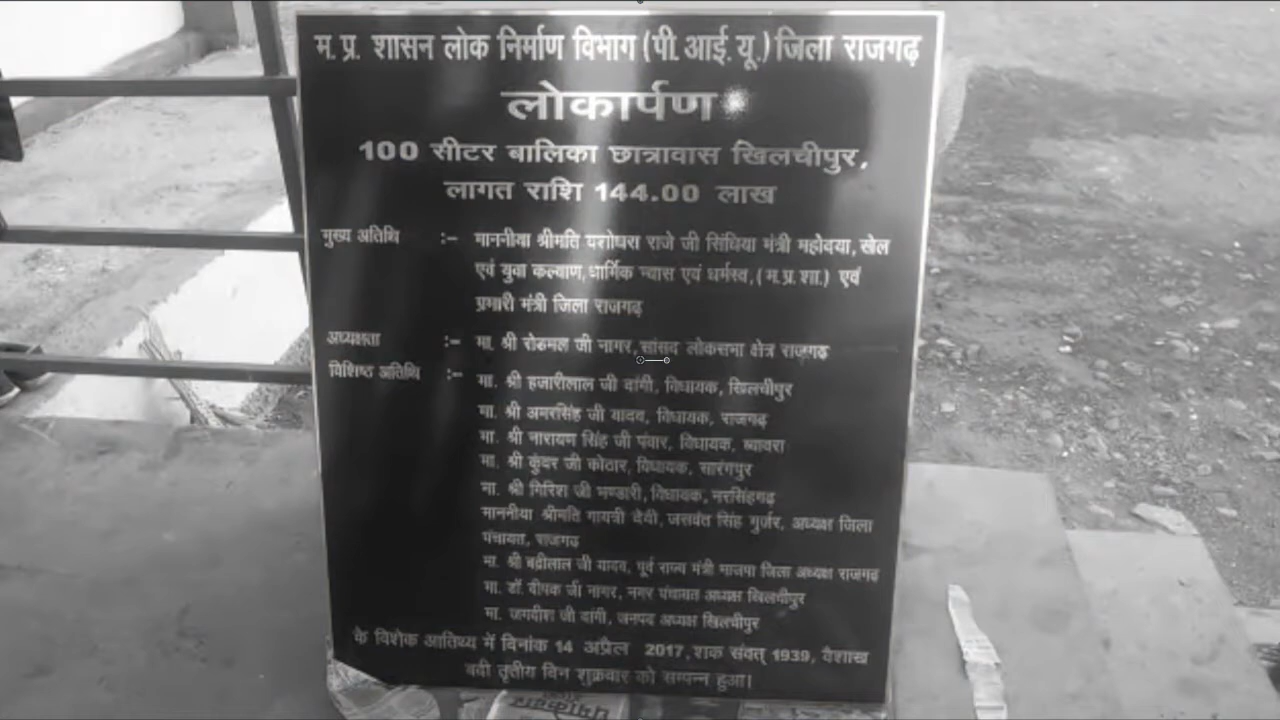 म.प्र. शासन लोक निर्माण विभाग (पी.आई.यू.) जिला राजगढ़
लोकार्पण
100 सीटर बालिका छात्रावास खिलचीपुर,
लागत राशि 144.00 लाख
मुख्य अतिथि :- माननीया श्रीमति यशोधरा राजे जी सिंधिया मंत्री महोदया, खेल
एवं युवा कल्याण, धार्मिक न्यास एवं धर्मस्व, (म.प्र.शा.) एवं
प्रभारी मंत्री जिला राजगढ़
अध्यक्षता :- मा. श्री रोडमल जी नागर, सांसद लोकसभा क्षेत्र राजगढ़
विशिष्ठ अतिथि :- मा. श्री हजारीलाल जी दांगी, विधायक, खिलचीपुर
मा. श्री अमरसिंह जी यादव, विधायक, राजगढ़
मा. श्री नारायण सिंह जी पंवार, विधायक, ब्यावरा
मा. श्री कुंवर जी कोठार, विधायक, सारंगपुर
मा. श्री गिरिश जी भण्डारी, विधायक, नरसिंहगढ़
माननीया श्रीमति गायत्री देवी, जसवंत सिंह गुर्जर, अध्यक्ष जिला
पंचायत, राजगढ़
मा. श्री बद्रीलाल जी यादव, पूर्व राज्य मंत्री भाजपा जिला अध्यक्ष राजगढ़
मा. डॉ. दीपक जी नागर, नगर पंचायत अध्यक्ष खिलचीपुर
मा. जगदीश जी दांगी, जनपद अध्यक्ष खिलचीपुर
के विशेक आतिथ्य में दिनांक 14 अप्रैल 2017, शक संवत् 1939, वैशाख
बदी तृतीय दिन शुक्रवार को सम्पन्न हुआ।